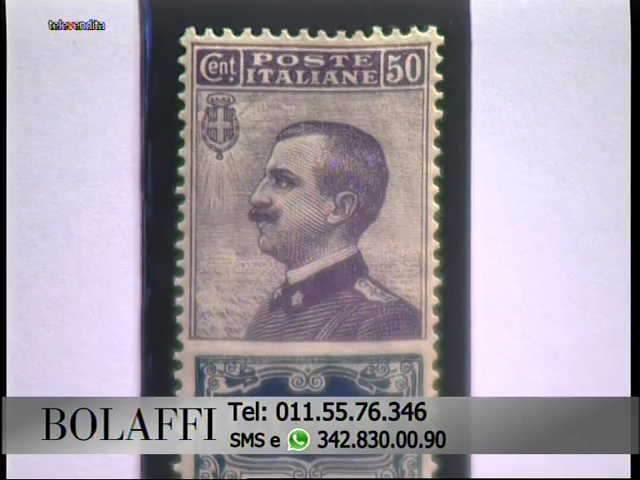 televendita
Cent. POSTE ITALIANE 50
BOLAFFI
Tel: 011.55.76.346
SMS e 342.830.00.90